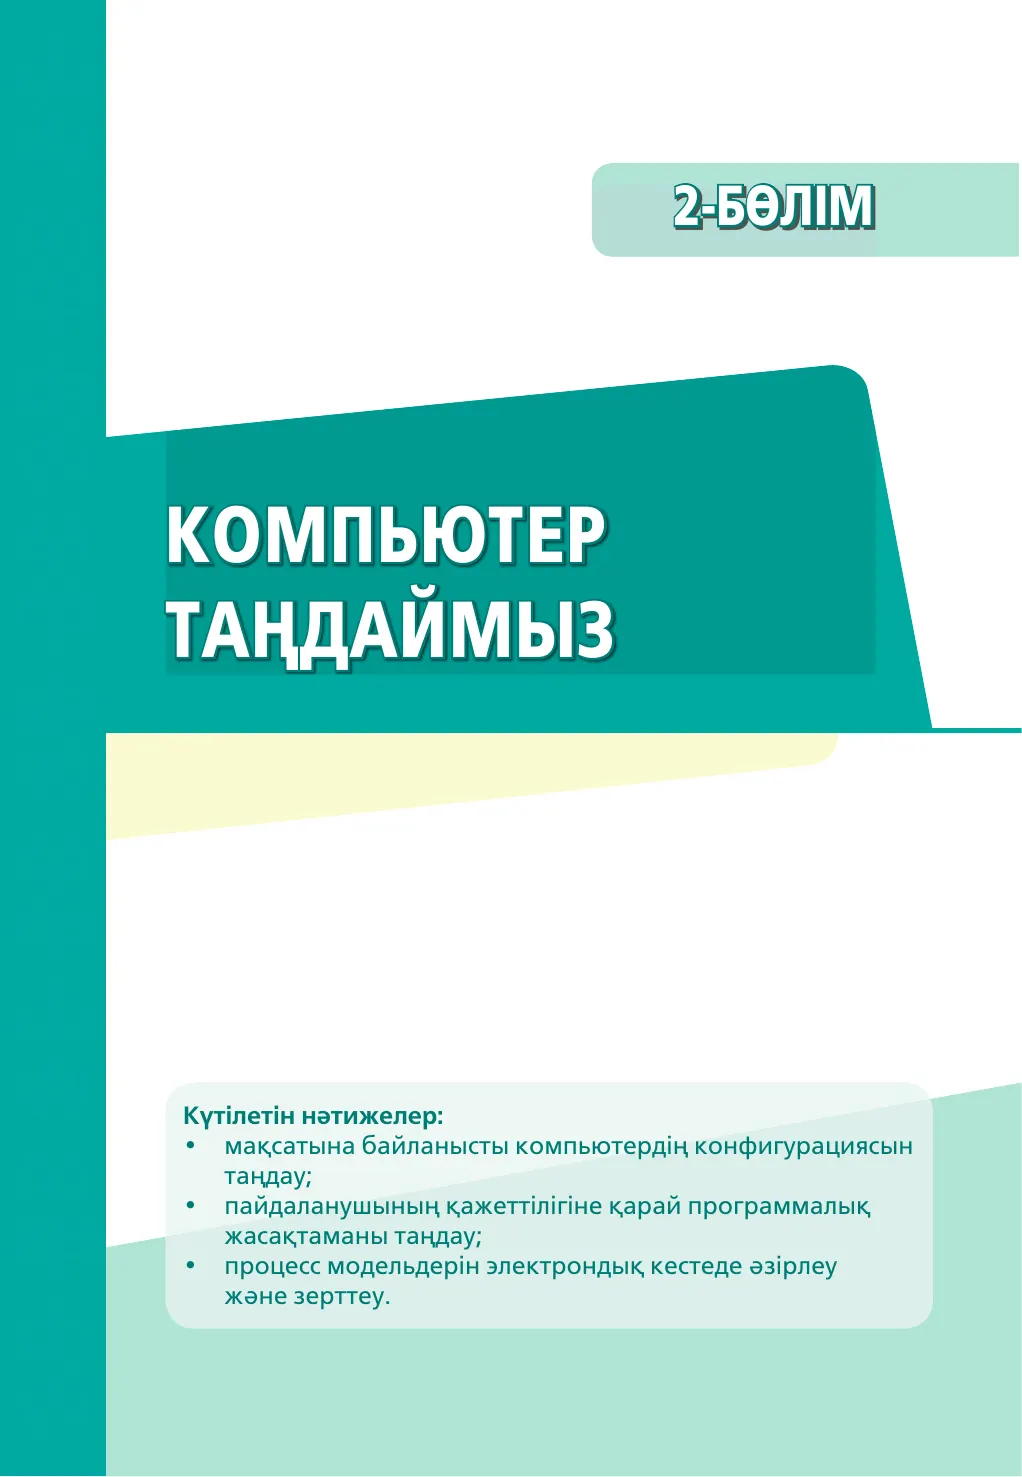 2-БӨЛІМ
КОМПЬЮТЕР
ТАҢДАЙМЫЗ
Күтілетін нәтижелер:
• мақсатына байланысты компьютердің конфигурациясын
таңдау;
• пайдаланушының қажеттілігіне қарай программалық
жасақтаманы таңдау;
• процесс модельдерін электрондық кестеде әзірлеу
және зерттеу.